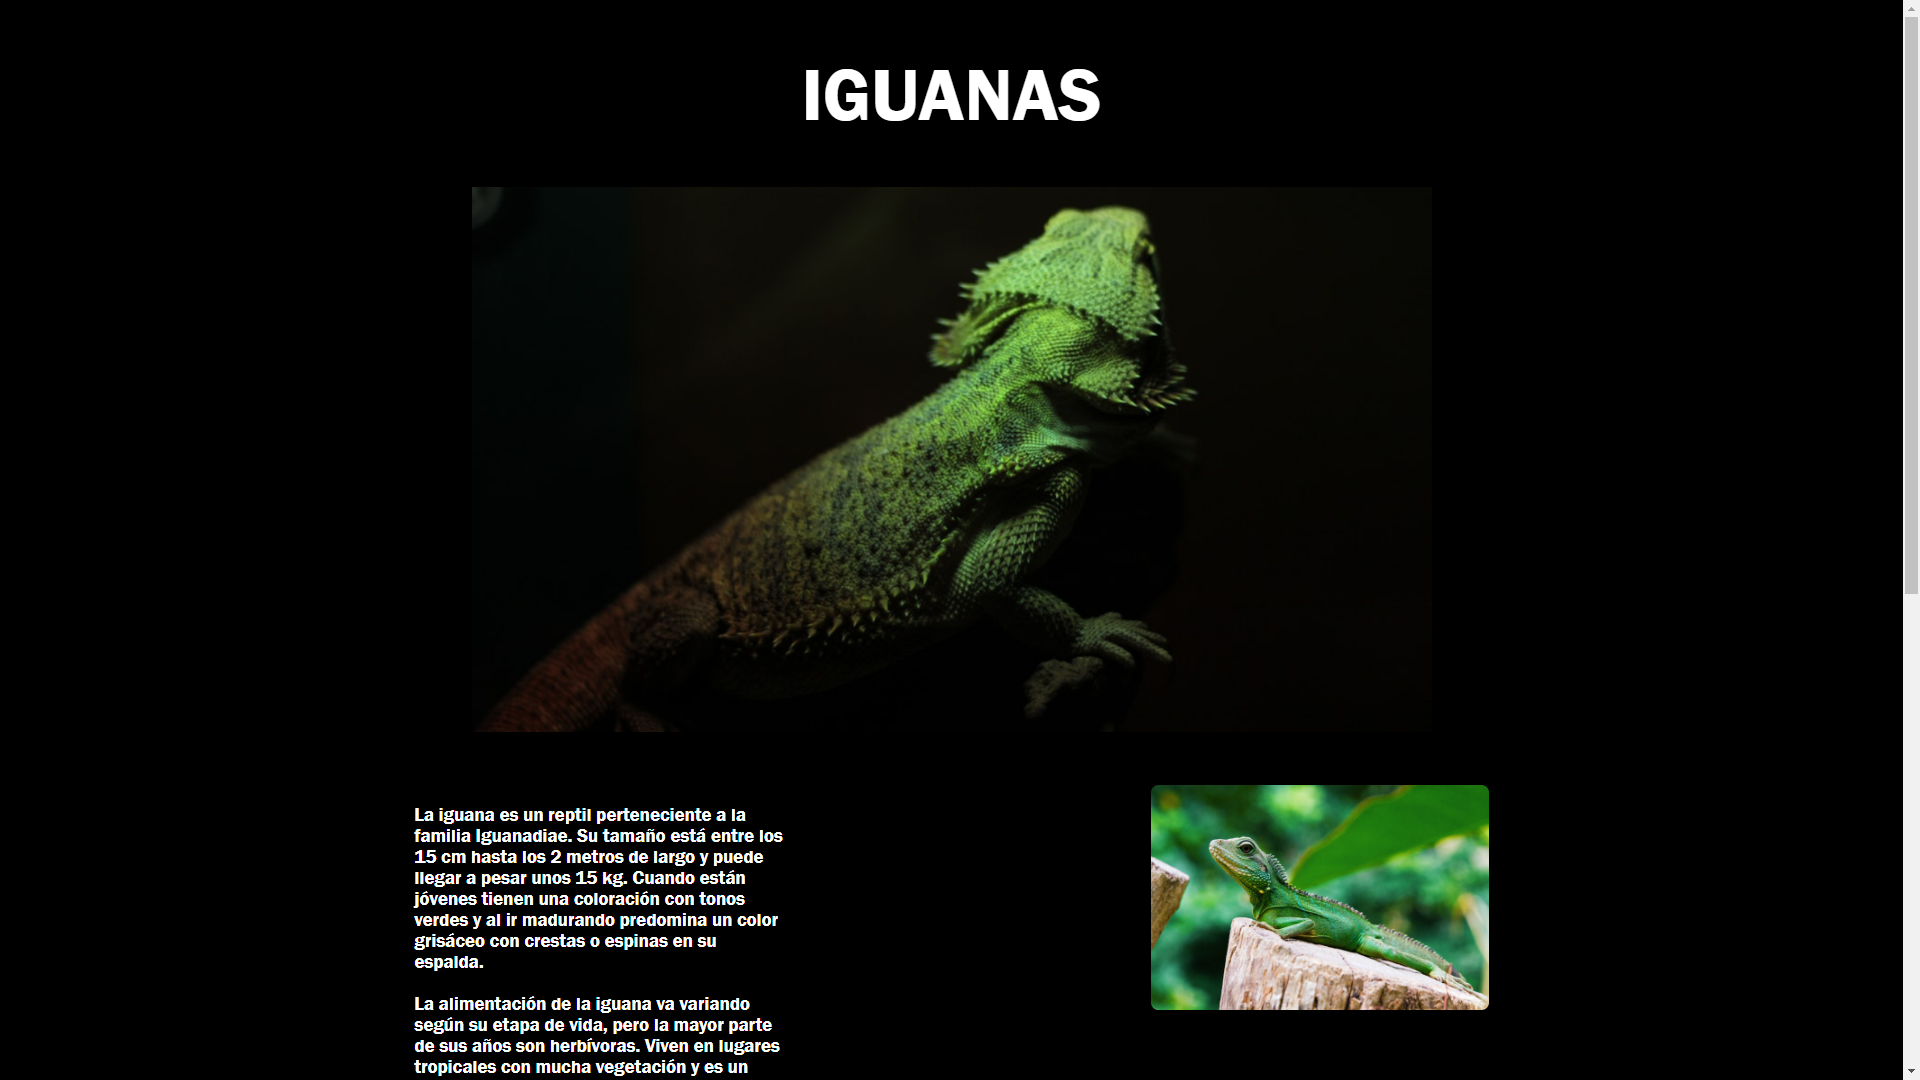 IGUANAS
La iguana es un reptil perteneciente a la
familia Iguanadiae. Su tamaño está entre los
15 cm hasta los 2 metros de largo y puede
llegar a pesar unos 15 kg. Cuando están
jóvenes tienen una coloración con tonos
verdes y al ir madurando predomina un color
grisáceo con crestas o espinas en su
espalda.
La alimentación de la iguana va variando
según su etapa de vida, pero la mayor parte
de sus años son herbívoras. Viven en lugares
tropicales con mucha vegetación y es un